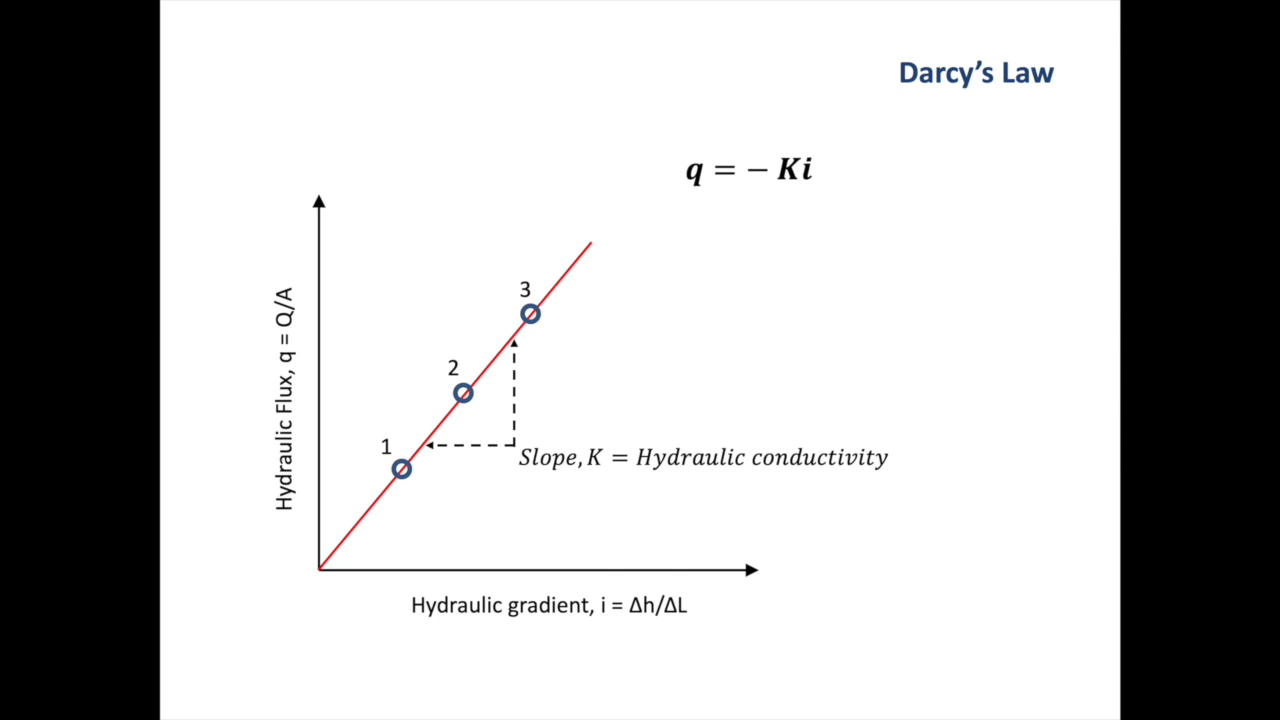 Darcy's Law
q = − Ki
Hydraulic Flux, q = Q/A
3
2
1
Slope, K = Hydraulic conductivity
Hydraulic gradient, i = Δh/ΔL